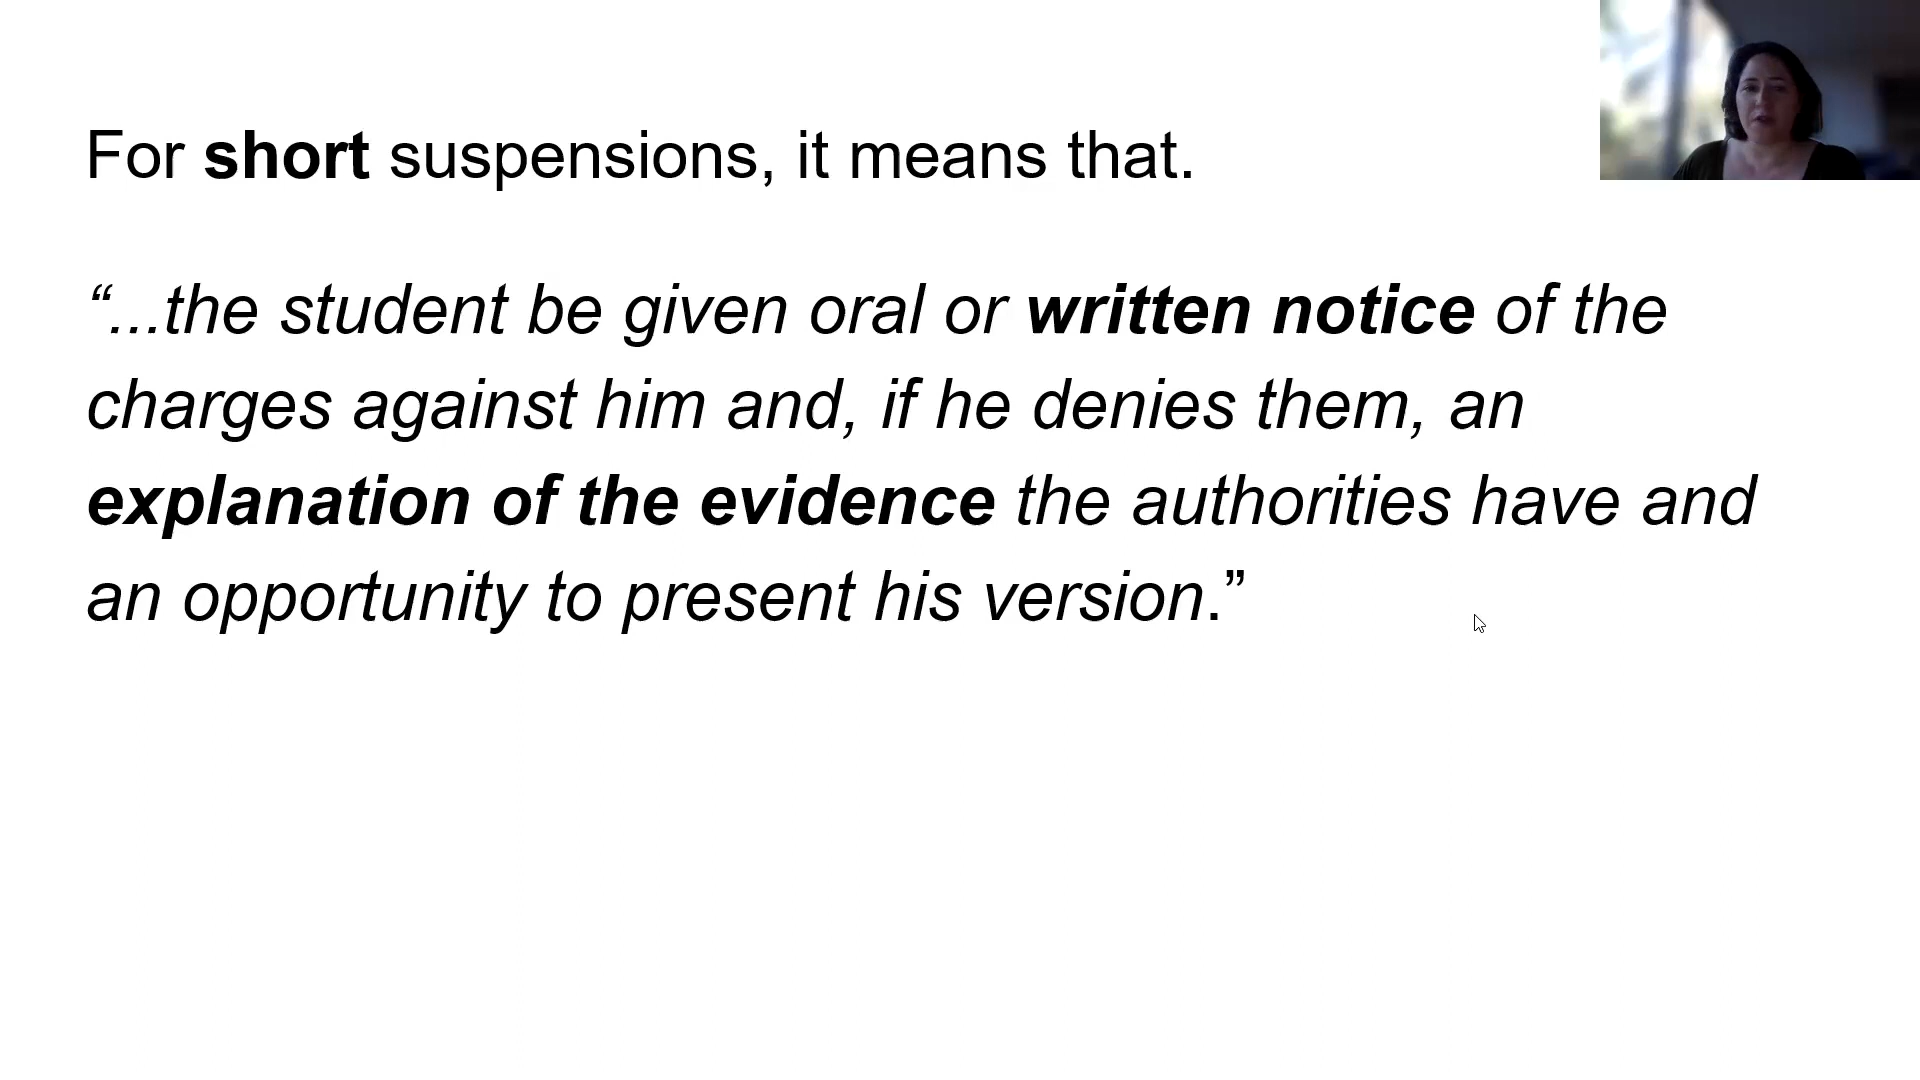 For short suspensions, it means that.
“...the student be given oral or written notice of the
charges against him and, if he denies them, an
explanation of the evidence the authorities have and
an opportunity to present his version.”